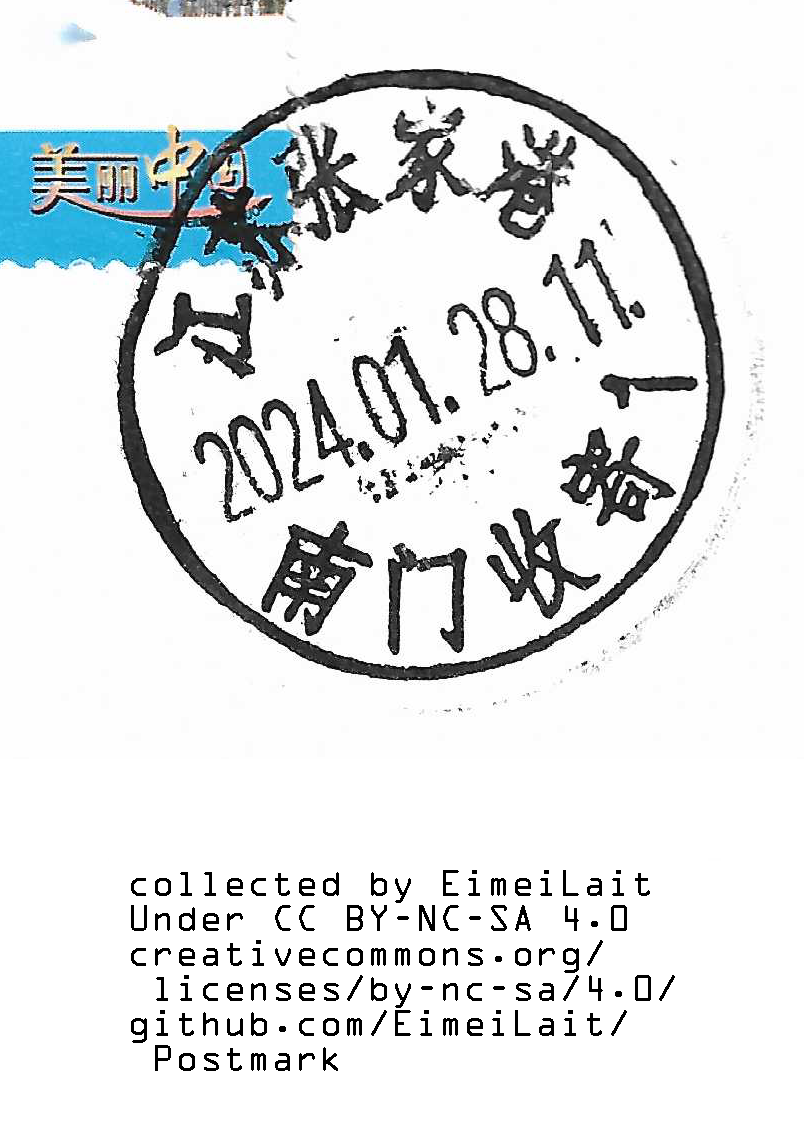 美丽中国
江苏张家港
2024.01.28.11.
南门收寄1
collected by EimeiLait
Under CC BY-NC-SA 4.0
creativecommons.org/
licenses/by-nc-sa/4.0/
github.com/EimeiLait/
Postmark